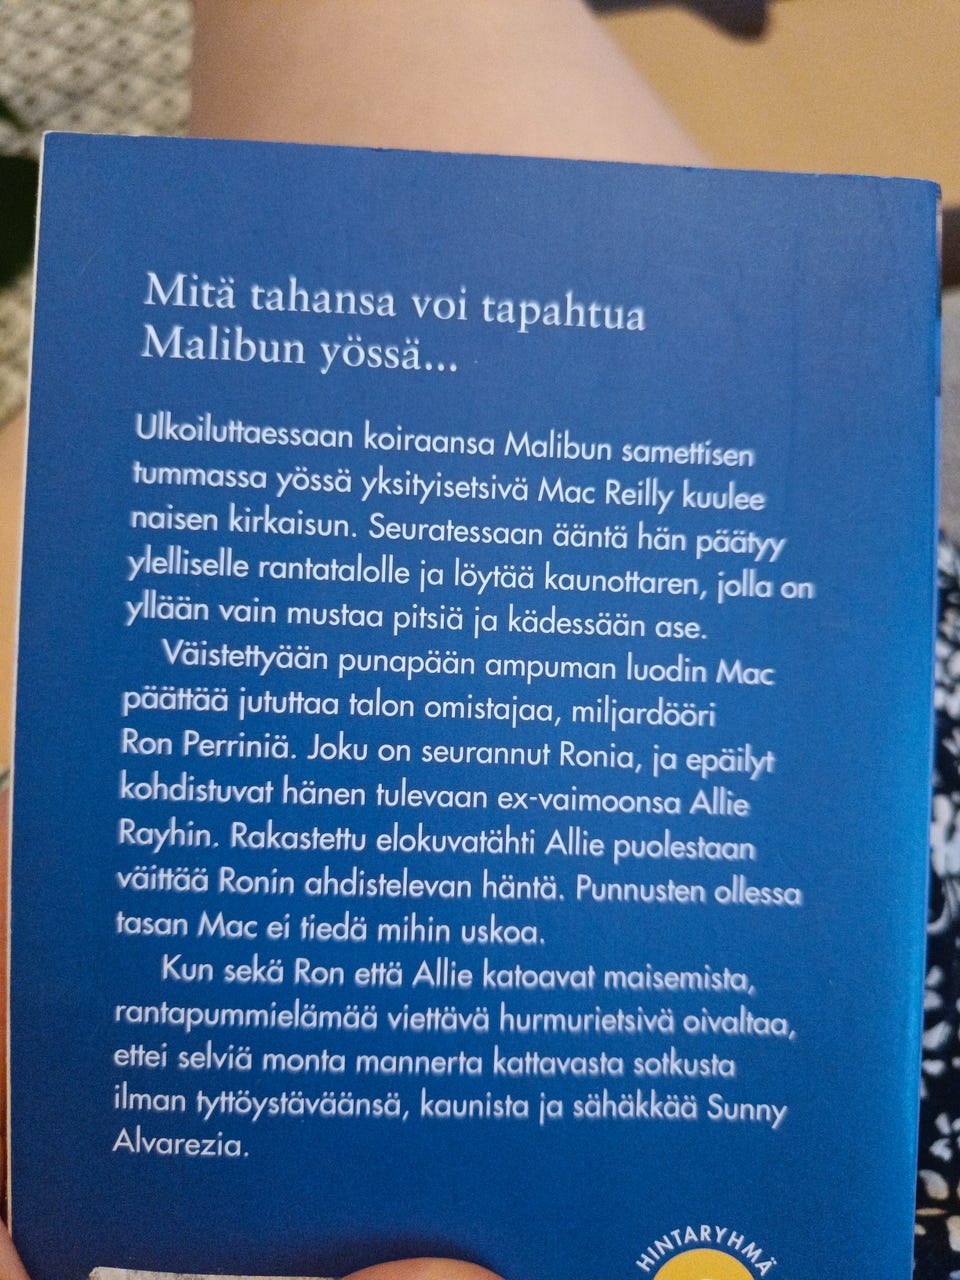 Mitä tahansa voi tapahtua
Malibun yössä...
Ulkoiluttaessaan koiraansa Malibun samettisen
tummassa yössä yksityisetsivä Mac Reilly kuulee
naisen kirkaisun. Seuratessaan ääntä hän päätyy
ylelliselle rantatalolle ja löytää kaunottaren, jolla on
yllään vain mustaa pitsiä ja kädessään ase.
Väistettyään punapään ampuman luodin Mac
päättää jututtaa talon omistajaa, miljardööri
Ron Perriniä. Joku on seurannut Ronia, ja epäilyt
kohdistuvat hänen tulevaan ex-vaimoonsa Allie
Rayhin. Rakastettu elokuvatähti Allie puolestaan
väittää Ronin ahdistelevan häntä. Punnusten ollessa
tasan Mac ei tiedä mihin uskoa.
Kun sekä Ron että Allie katoavat maisemista,
rantapummielämää viettävä hurmurietsivä oivaltaa,
ettei selviä monta mannerta kattavasta sotkusta
ilman tyttöystäväänsä, kaunista ja sähäkkää Sunny
Alvarezia.
HINTARYHMÄ